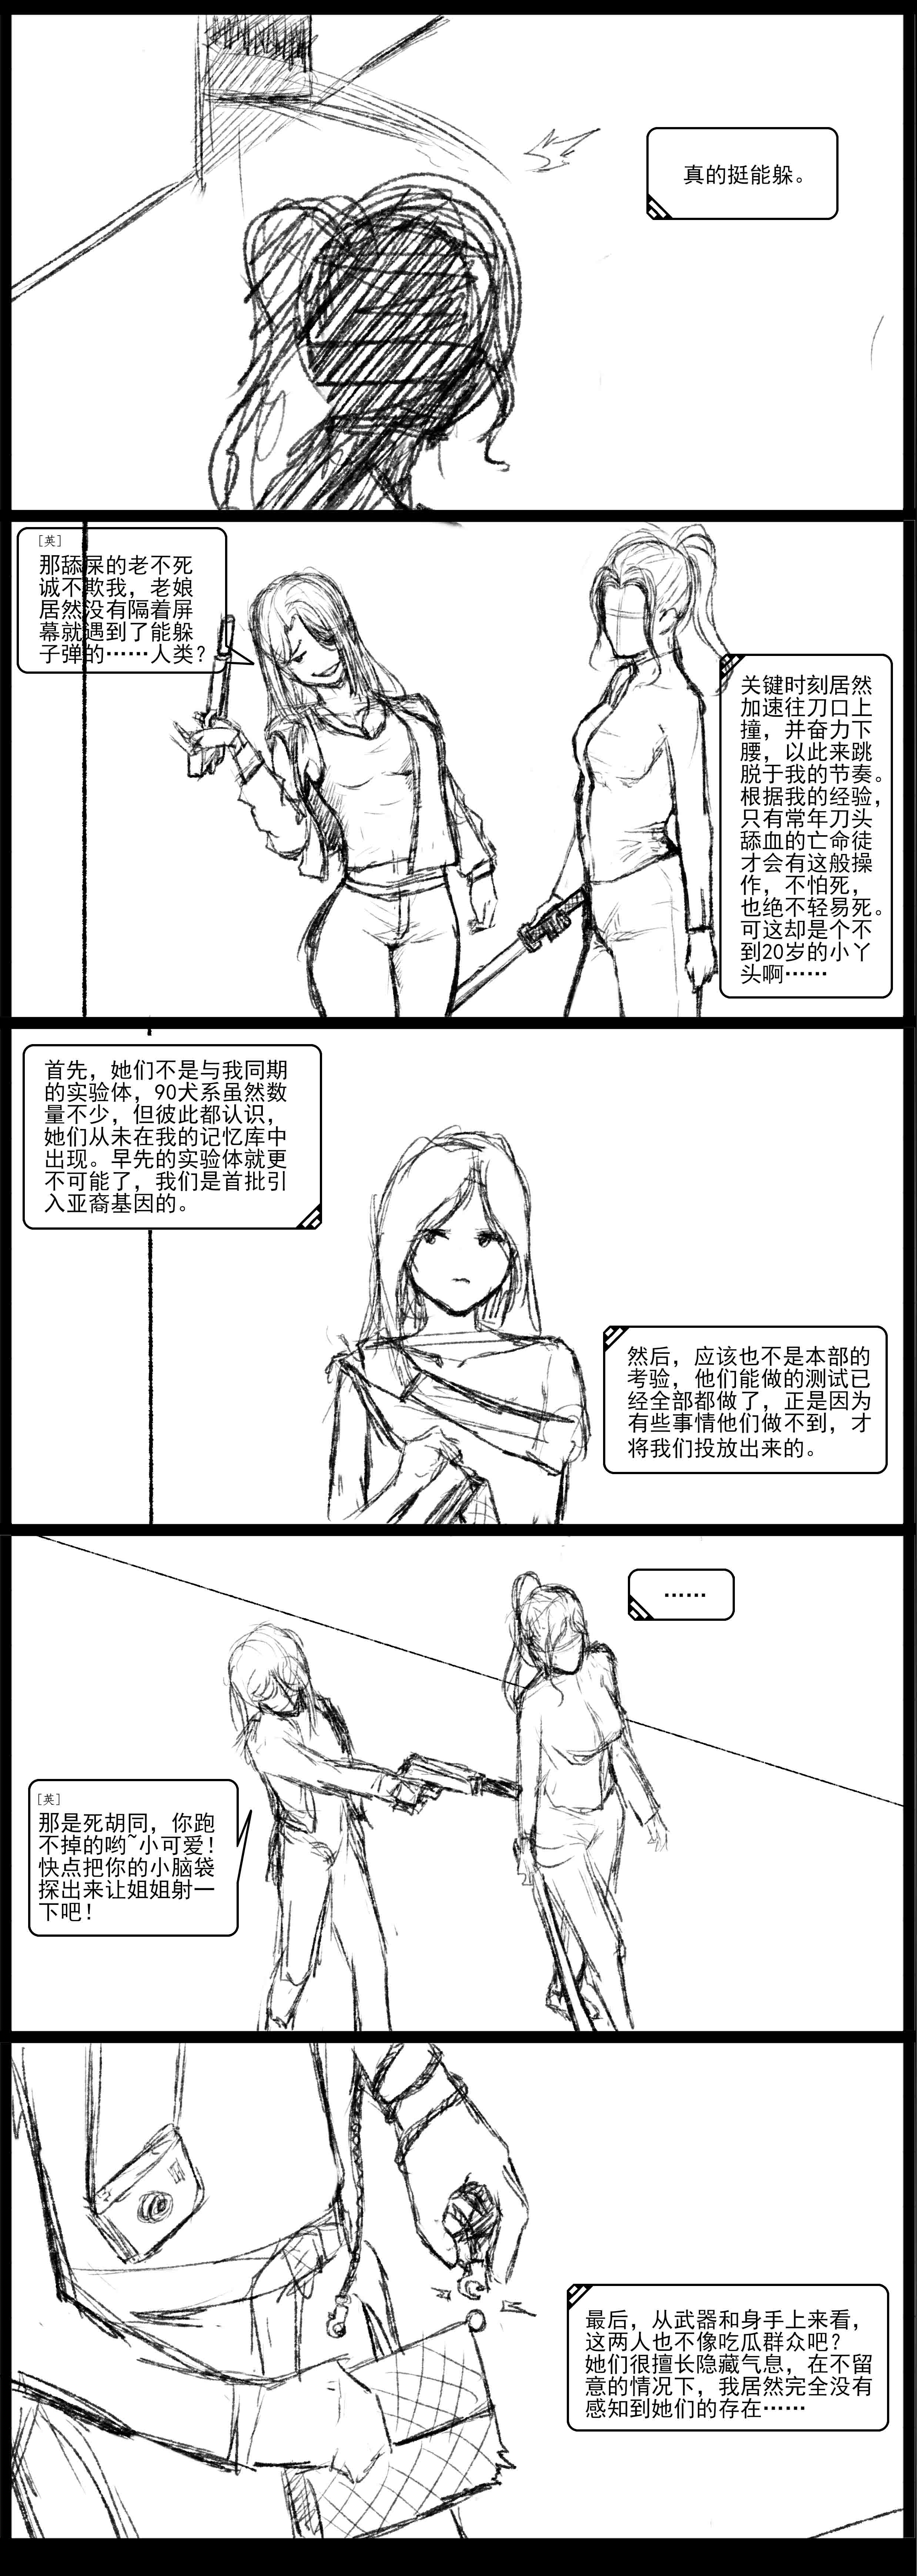 真的挺能躲。
[英]
那舔屎的老不死
诚不欺我，老娘
居然没有隔着屏
幕就遇到了能躲
子弹的……人类？
关键时刻居然
加速往刀口上
撞，并奋力下
腰，以此来跳
脱于我的节奏。
根据我的经验，
只有常年刀头
舔血的亡命徒
才会有这般操
作，不怕死，
也绝不轻易死。
可这却是个不
到20岁的小丫
头啊……
首先，她们不是与我同期
的实验体，90犬系虽然数
量不少，但彼此都认识，
她们从未在我的记忆库中
出现。早先的实验体就更
不可能了，我们是首批引
入亚裔基因的。
然后，应该也不是本部的
考验，他们能做的测试已
经全部都做了，正是因为
有些事情他们做不到，才
将我们投放出来的。
……
[英]
那是死胡同，你跑
不掉的哟~小可爱！
快点把你的小脑袋
探出来让姐姐射一
下吧！
最后，从武器和身手上来看，
这两人也不像吃瓜群众吧？
她们很擅长隐藏气息，在不留
意的情况下，我居然完全没有
感知到她们的存在……